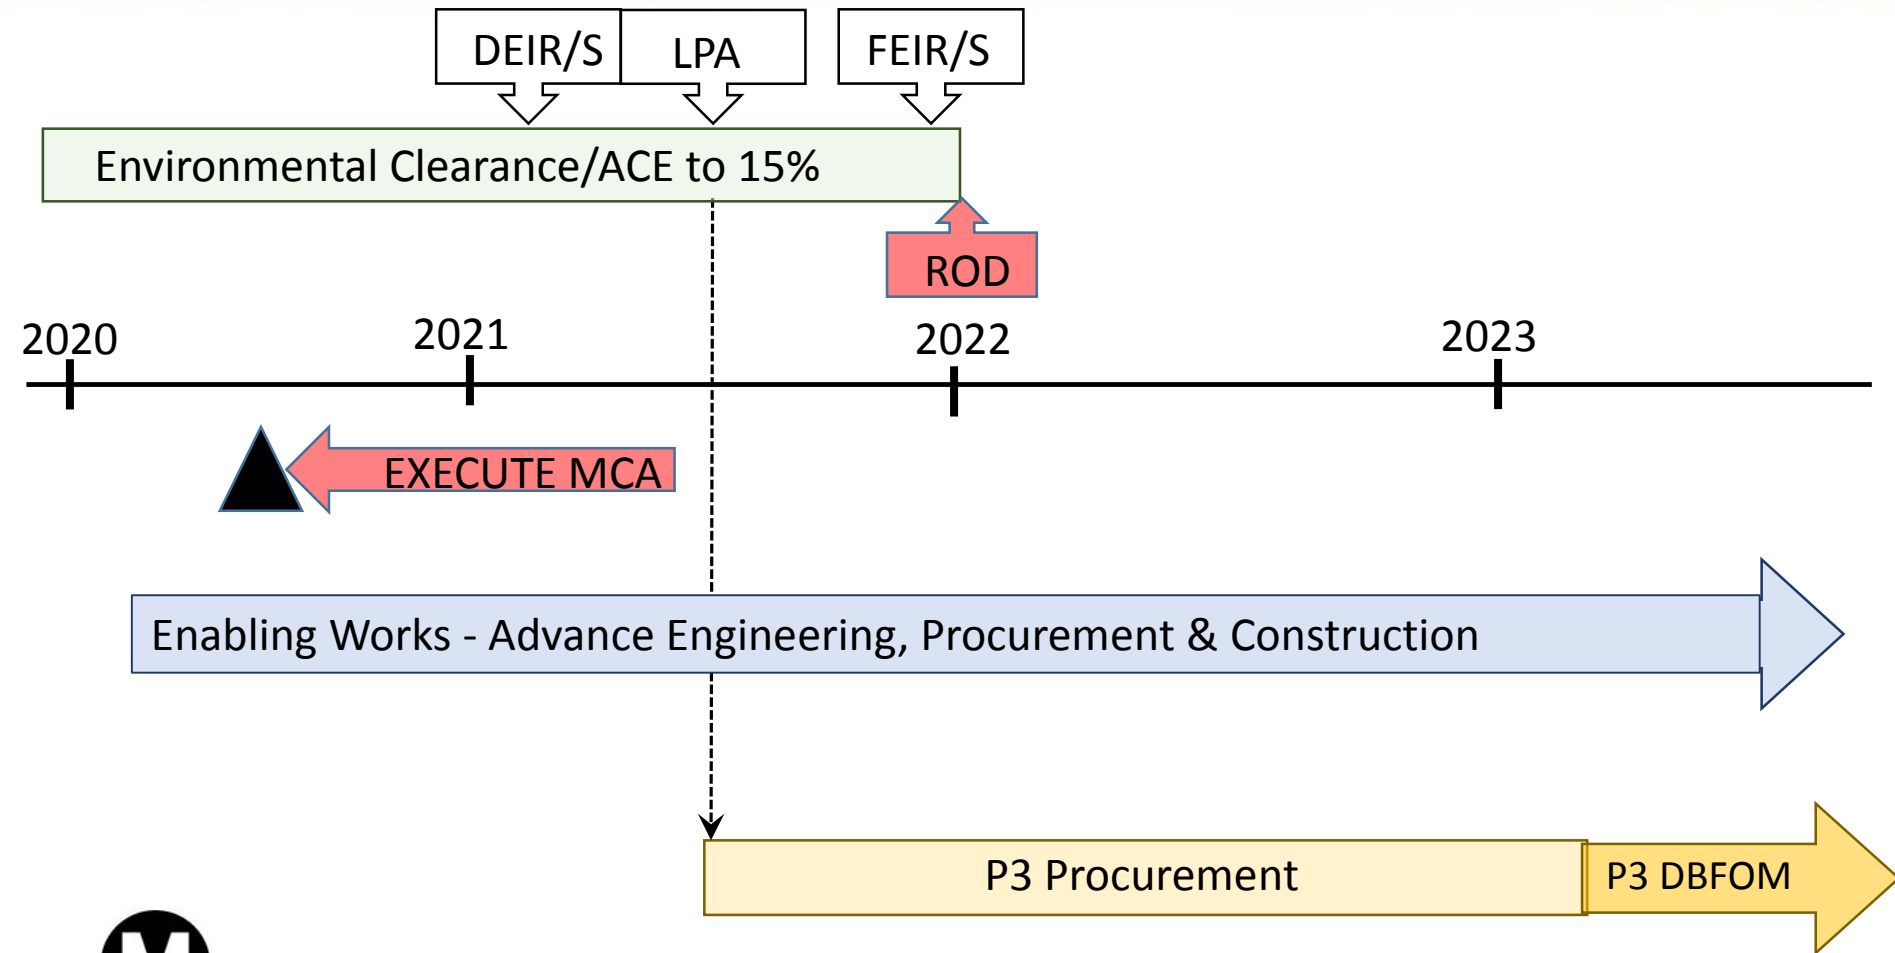 DEIR/S
LPA
FEIR/S
Environmental Clearance/ACE to 15%
ROD
2020
2021
2022
2023
EXECUTE MCA
Enabling Works - Advance Engineering, Procurement & Construction
P3 Procurement
P3 DBFOM
M